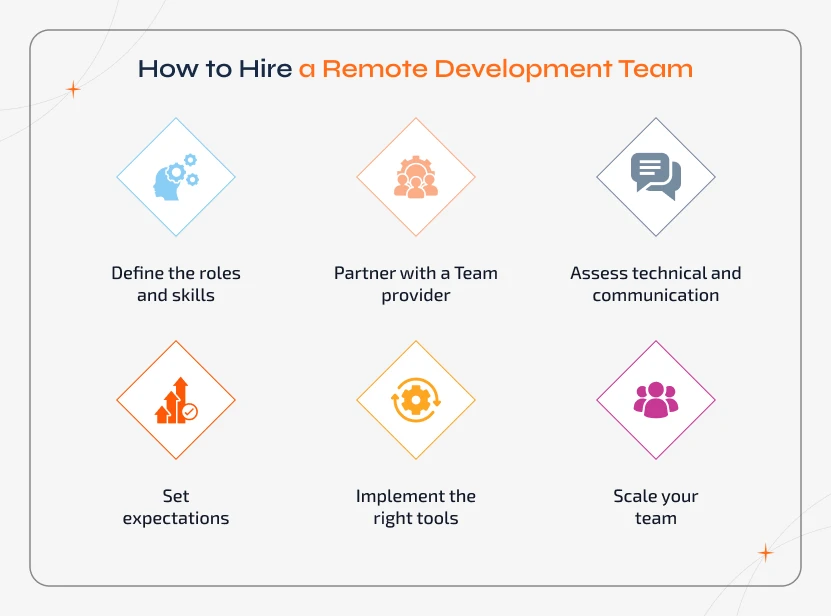 How to Hire a Remote Development Team
Define the roles
and skills
Partner with a Team
provider
Assess technical and
communication
Set
expectations
Implement the
right tools
Scale your
team